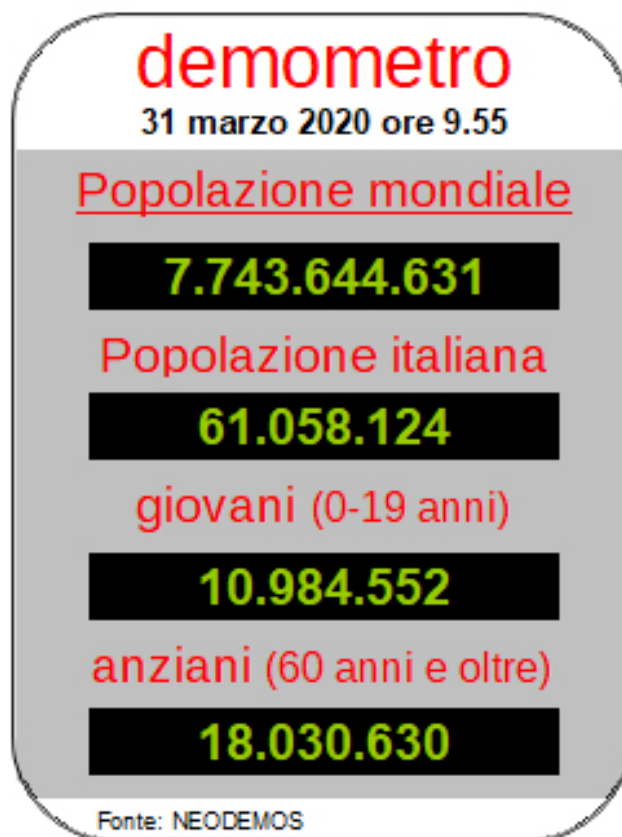 demometro
31 marzo 2020 ore 9.55
Popolazione mondiale
7.743.644.631
Popolazione italiana
61.058.124
giovani (0-19 anni)
10.984.552
anziani (60 anni e oltre)
18.030.630
Fonte: NEODEMOS